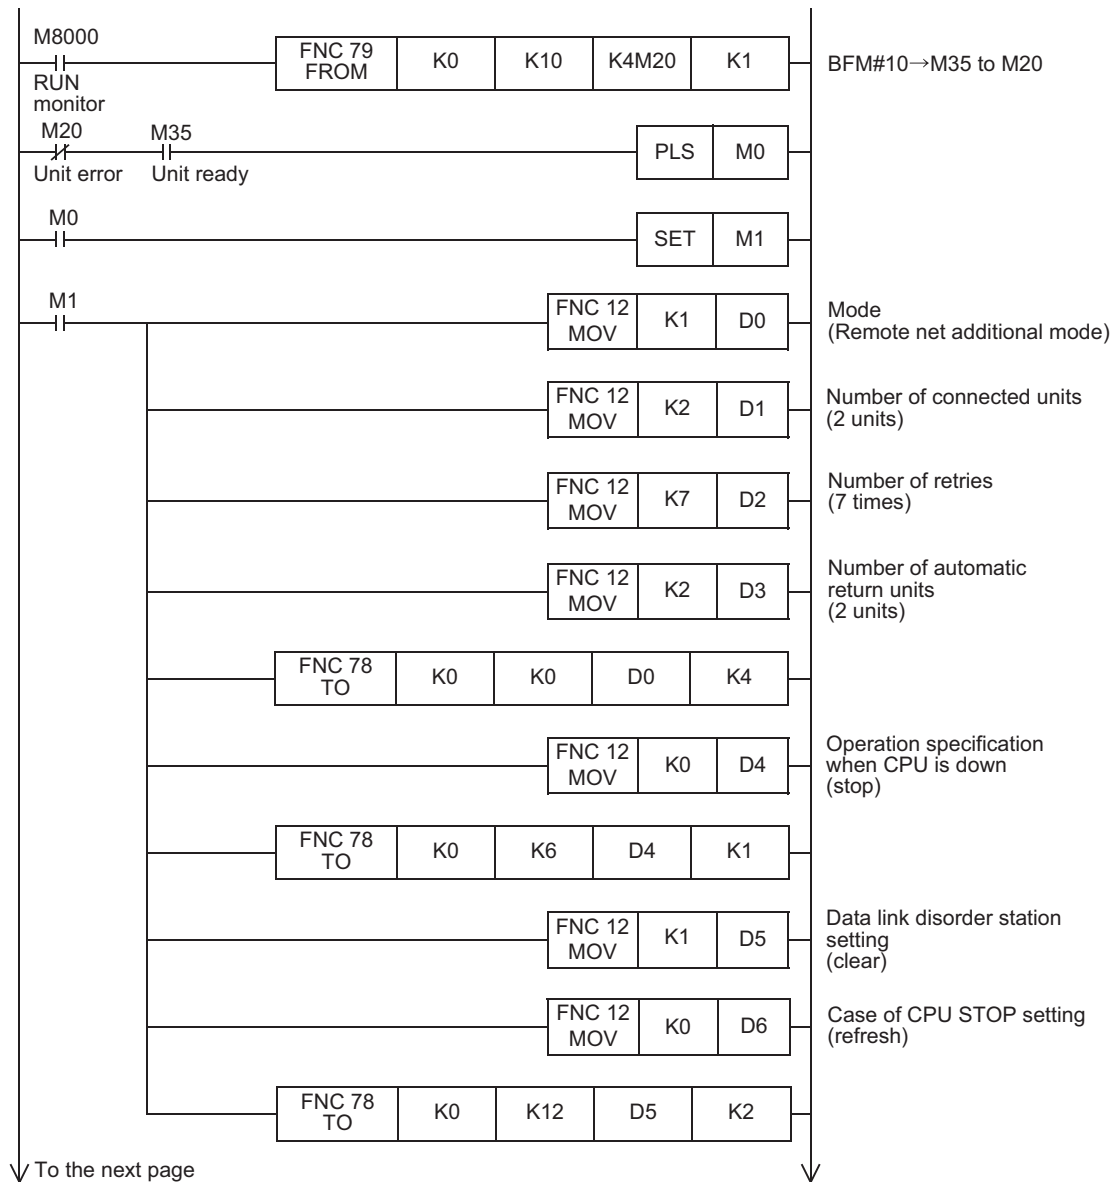 M8000
RUN
monitor
FNC 79
FROM
K0
K10
K4M20
K1
BFM#10→M35 to M20
M20
Unit error
M35
Unit ready
PLS
M0
M0
SET
M1
M1
FNC 12
MOV
K1
D0
Mode
(Remote net additional mode)
FNC 12
MOV
K2
D1
Number of connected units
(2 units)
FNC 12
MOV
K7
D2
Number of retries
(7 times)
FNC 12
MOV
K2
D3
Number of automatic
return units
(2 units)
FNC 78
TO
K0
K0
D0
K4
FNC 12
MOV
K0
D4
Operation specification
when CPU is down
(stop)
FNC 78
TO
K0
K6
D4
K1
FNC 12
MOV
K1
D5
Data link disorder station
setting
(clear)
FNC 12
MOV
K0
D6
Case of CPU STOP setting
(refresh)
FNC 78
TO
K0
K12
D5
K2
To the next page